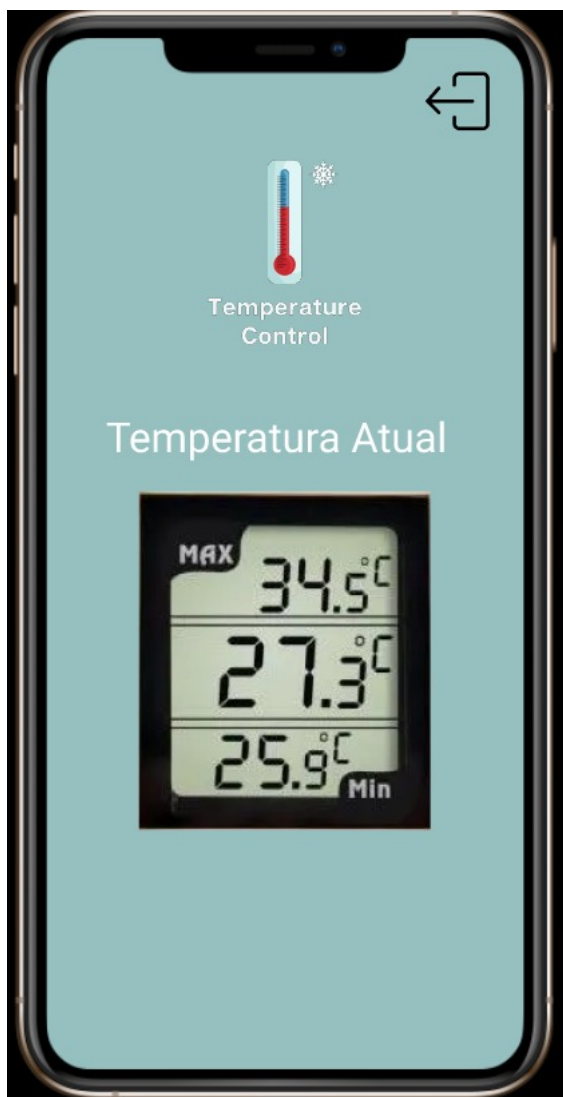 Temperature
Control
Temperatura Atual
MAX
34.5°C
27.3°C
25.9°C
Min